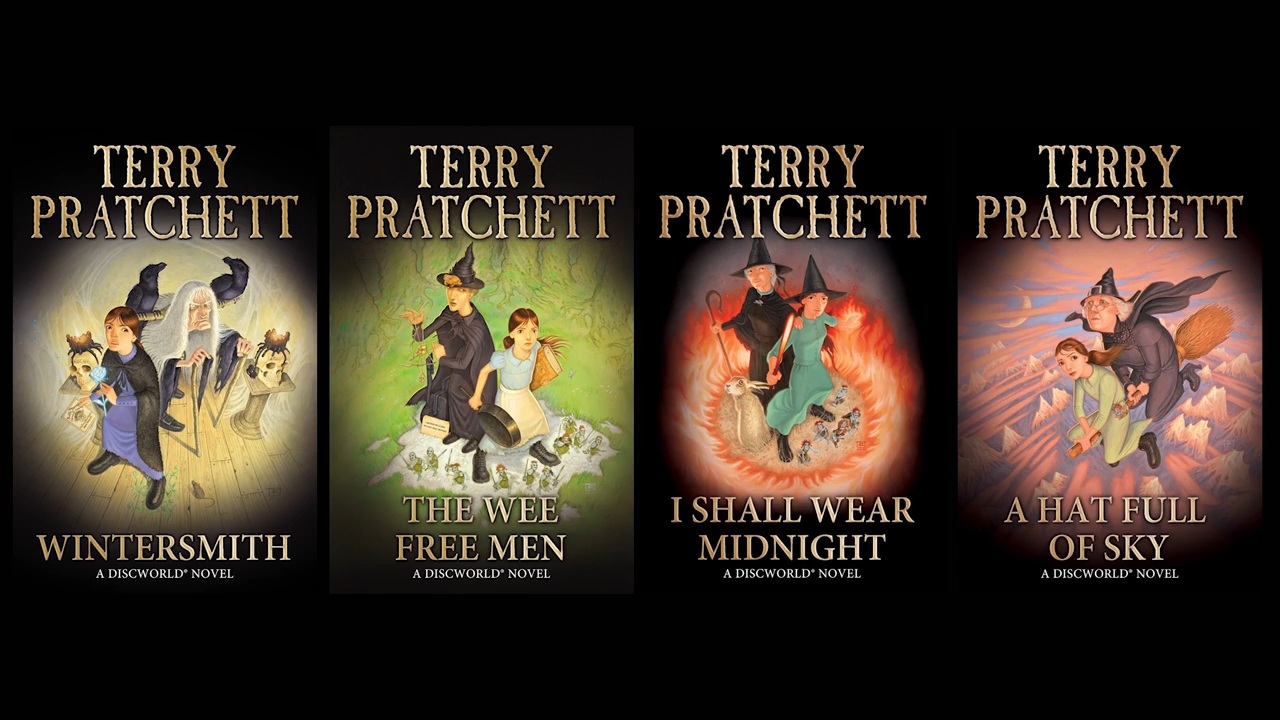 TERRY
PRATCHETT
WINTERSMITH
A DISCWORLD® NOVEL
TERRY
PRATCHETT
THE WEE
FREE MEN
A DISCWORLD® NOVEL
TERRY
PRATCHETT
I SHALL WEAR
MIDNIGHT
A DISCWORLD® NOVEL
TERRY
PRATCHETT
A HAT FULL
OF SKY
A DISCWORLD® NOVEL